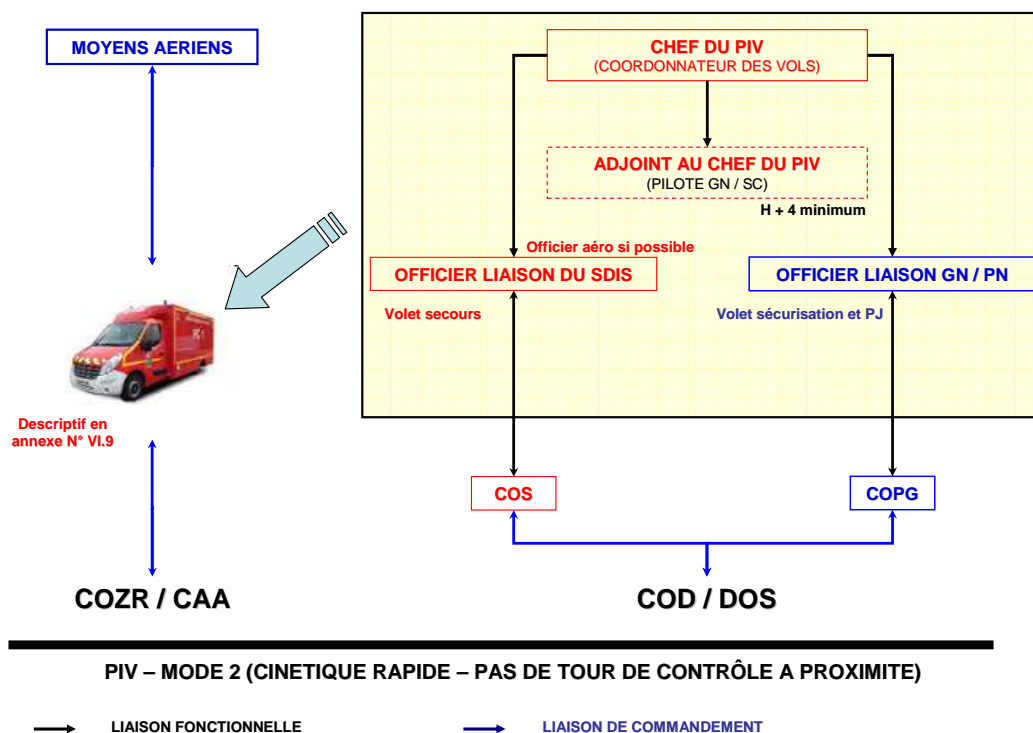 MOYENS AERIENS
CHEF DU PIV
(COORDONNATEUR DES VOLS)
ADJOINT AU CHEF DU PIV
(PILOTE GN / SC)
H + 4 minimum
Officier aéro si possible
OFFICIER LIAISON DU SDIS
OFFICIER LIAISON GN / PN
Volet secours
Volet sécurisation et PJ
Descriptif en
annexe N° VI.9
COS
COPG
COZR / CAA
COD / DOS
PIV – MODE 2 (CINETIQUE RAPIDE – PAS DE TOUR DE CONTRÔLE A PROXIMITE)
LIAISON FONCTIONNELLE
LIAISON DE COMMANDEMENT